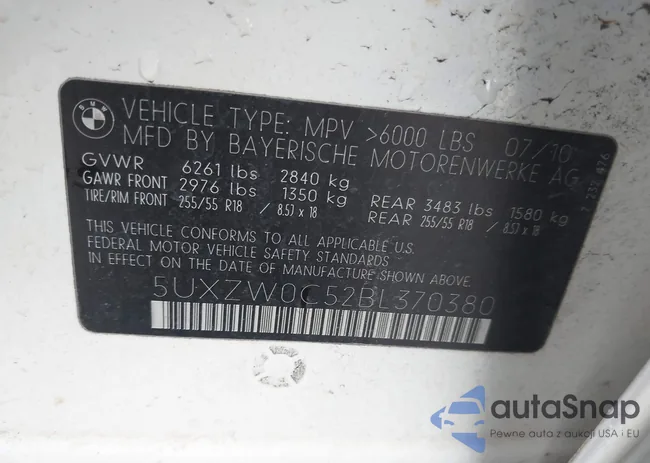 BMW
VEHICLE TYPE: MPV >6000 LBS 07/10
MFD BY BAYERISCHE MOTORENWERKE AG
GVWR 6261 lbs 2840 kg
GAWR FRONT 2976 lbs 1350 kg REAR 3483 lbs 1580 kg
TIRE/RIM FRONT 255/55 R18 / 8.5J x 18 REAR 255/55 R18 / 8.5J x 18
THIS VEHICLE CONFORMS TO ALL APPLICABLE U.S.
FEDERAL MOTOR VEHICLE SAFETY STANDARDS
IN EFFECT ON THE DATE OF MANUFACTURE SHOWN ABOVE.
5UXZW0C52BL370380
autaSnap
Pewne auta z aukcji USA i EU